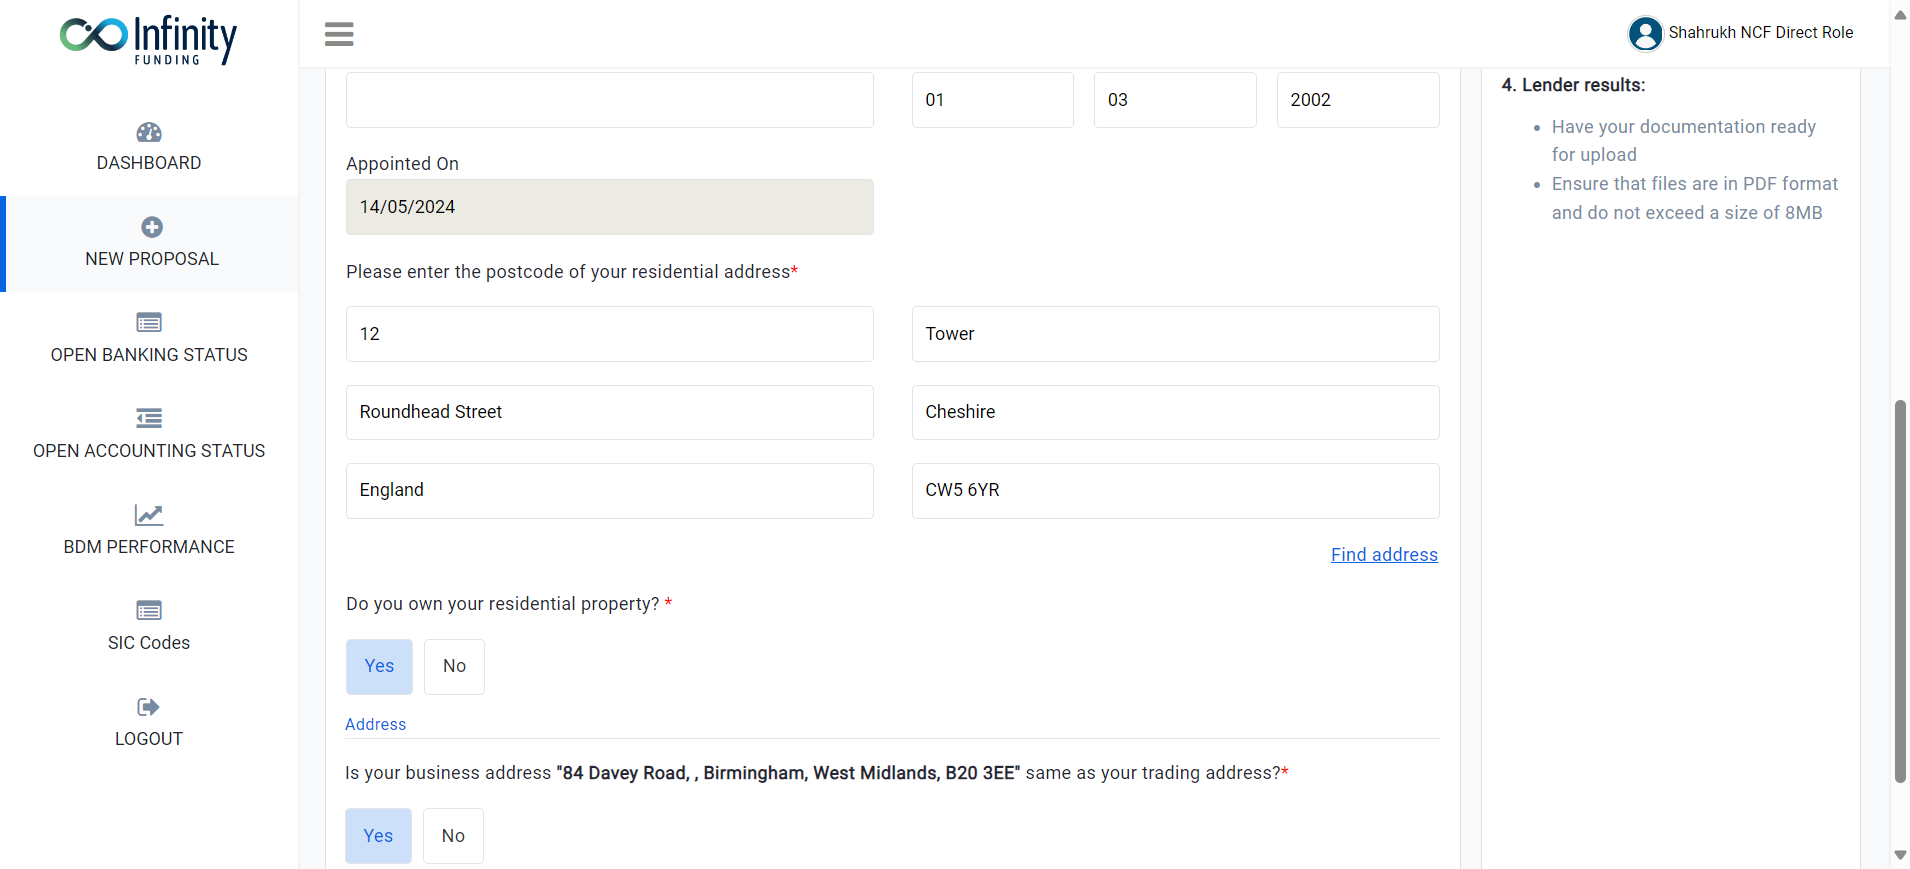 Infinity
FUNDING
Shahrukh NCF Direct Role
DASHBOARD
NEW PROPOSAL
OPEN BANKING STATUS
OPEN ACCOUNTING STATUS
BDM PERFORMANCE
SIC Codes
LOGOUT
01 03 2002
Appointed On
14/05/2024
Please enter the postcode of your residential address*
12 Tower
Roundhead Street Cheshire
England CW5 6YR
Find address
Do you own your residential property? *
Yes No
Address
Is your business address "84 Davey Road, , Birmingham, West Midlands, B20 3EE" same as your trading address?*
Yes No
4. Lender results:
Have your documentation ready
for upload
Ensure that files are in PDF format
and do not exceed a size of 8MB